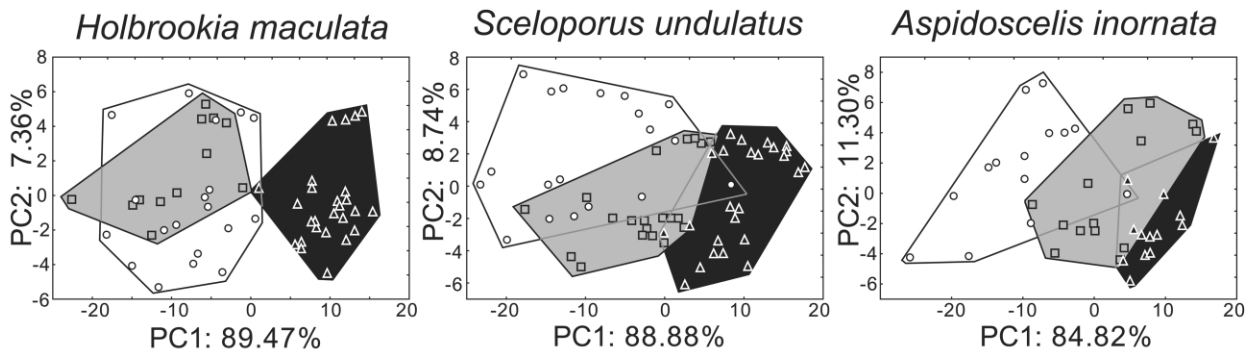 Holbrookia maculata
PC2: 7.36%
8
6
4
2
0
-2
-4
-6
-20 -10 0 10 20
PC1: 89.47%
Sceloporus undulatus
PC2: 8.74%
8
6
4
2
0
-2
-4
-6
-20 -10 0 10 20
PC1: 88.88%
Aspidoscelis inornata
PC2: 11.30%
8
4
0
-4
-6
-20 -10 0 10 20
PC1: 84.82%